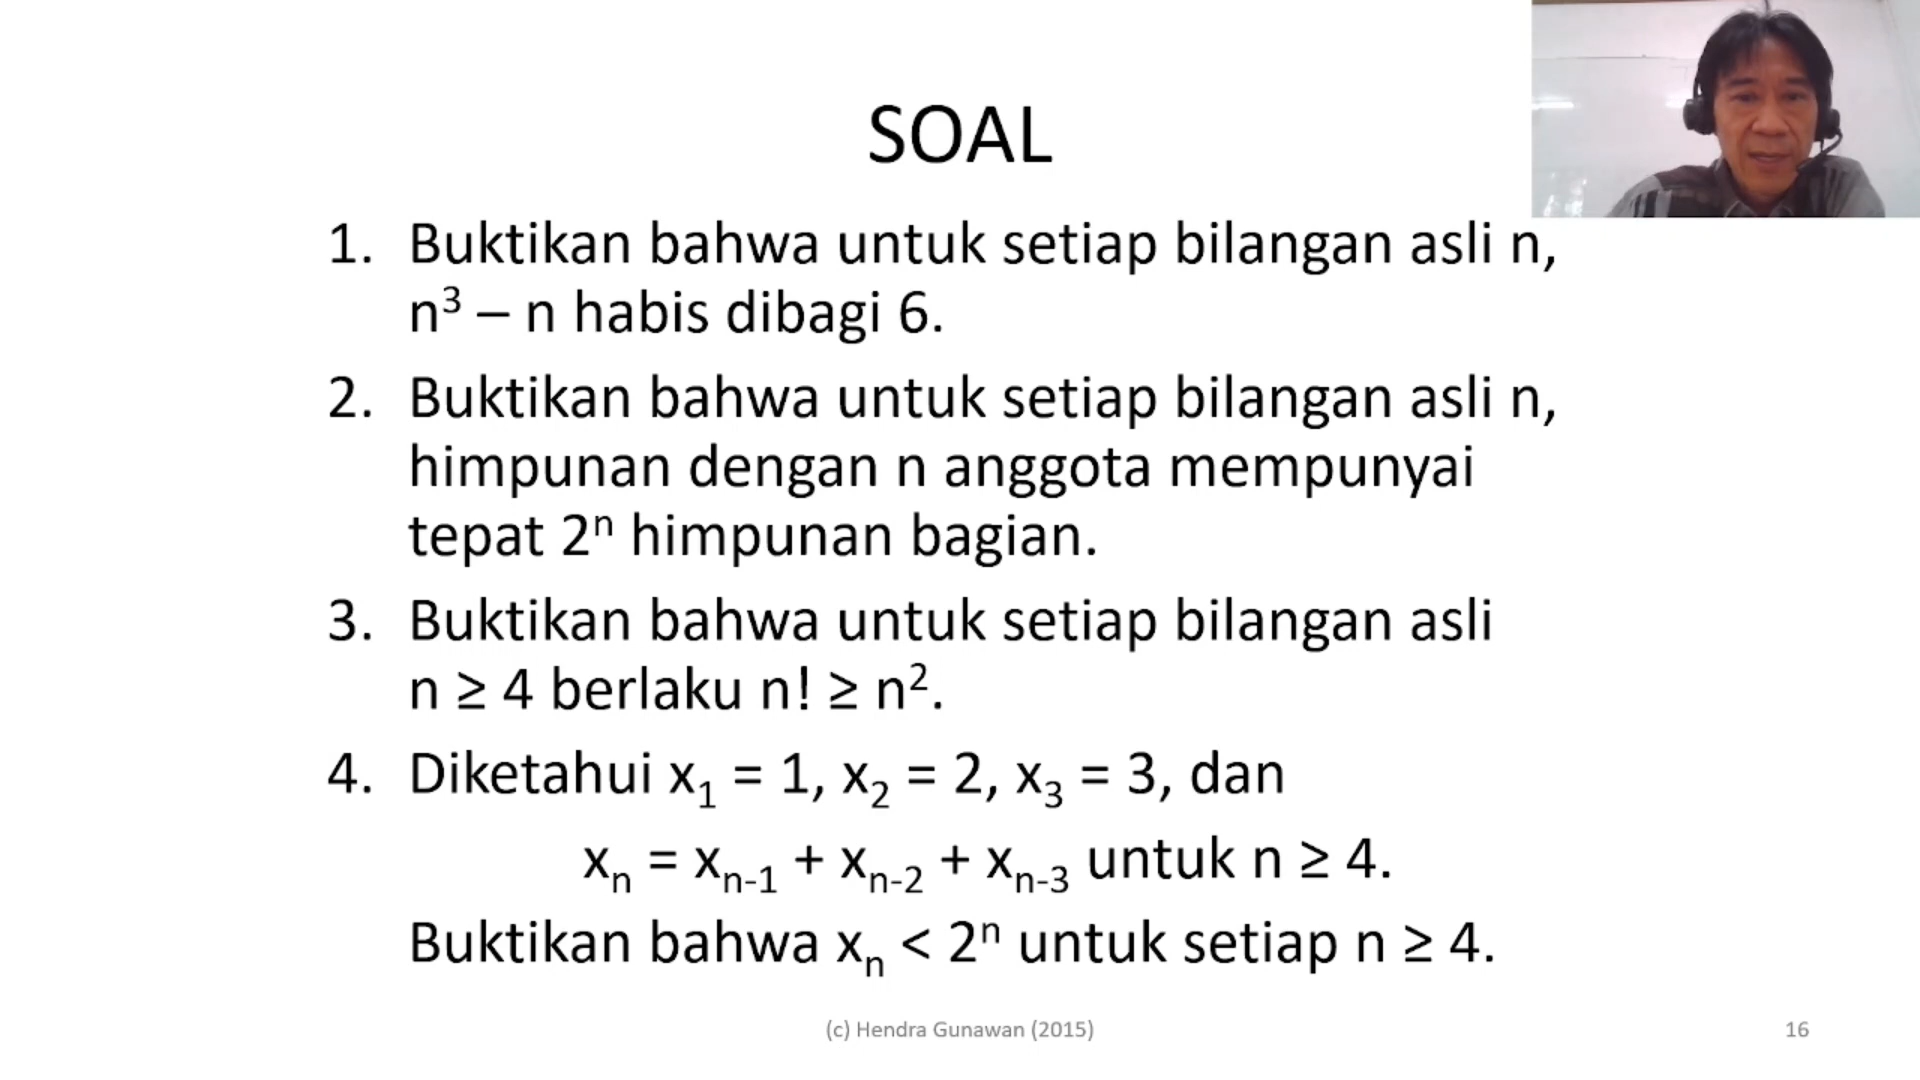 SOAL
1. Buktikan bahwa untuk setiap bilangan asli n,
n³ – n habis dibagi 6.
2. Buktikan bahwa untuk setiap bilangan asli n,
himpunan dengan n anggota mempunyai
tepat 2ⁿ himpunan bagian.
3. Buktikan bahwa untuk setiap bilangan asli
n ≥ 4 berlaku n! ≥ n².
4. Diketahui x₁ = 1, x₂ = 2, x₃ = 3, dan
xₙ = xₙ₋₁ + xₙ₋₂ + xₙ₋₃ untuk n ≥ 4.
Buktikan bahwa xₙ < 2ⁿ untuk setiap n ≥ 4.
(c) Hendra Gunawan (2015)
16